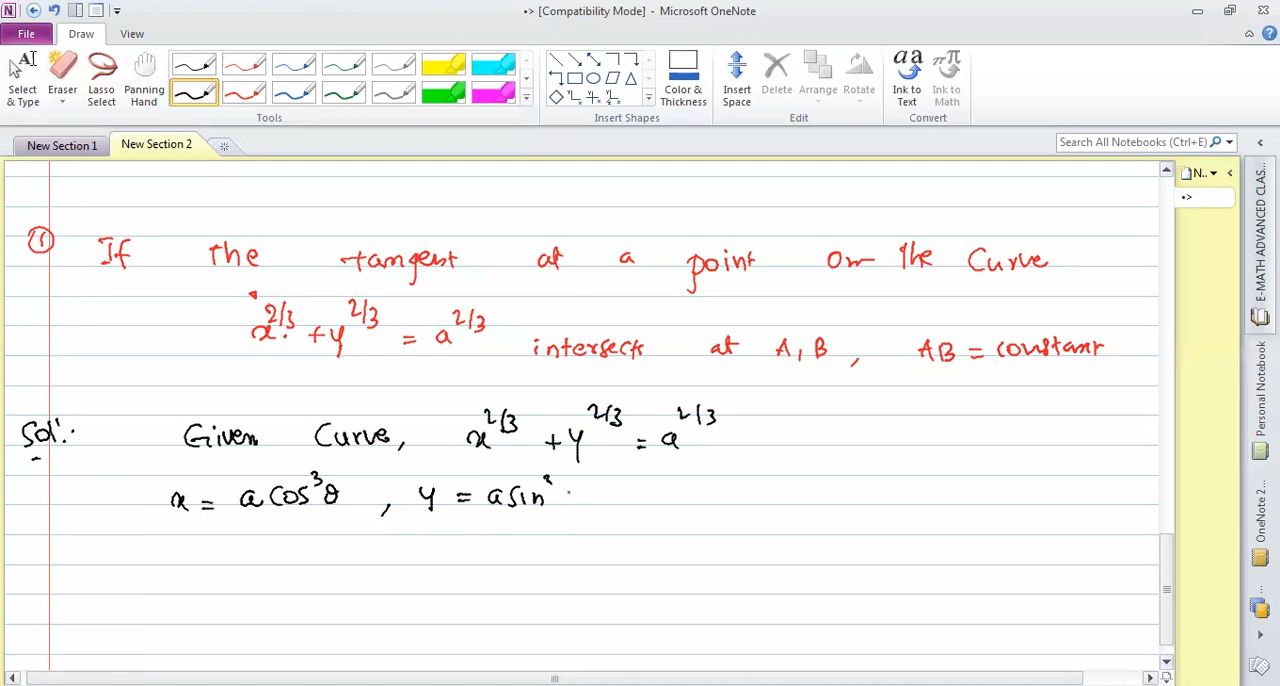 •> [Compatibility Mode] - Microsoft OneNote
File Draw View
Select & Type Eraser Lasso Select Panning Hand Color & Thickness Insert Space Delete Arrange Rotate Ink to Text Ink to Math
Tools Insert Shapes Edit Convert
New Section 1 New Section 2 Search All Notebooks (Ctrl+E)
N..
•>
E-MATH ADVANCED CLAS...
Personal Notebook
OneNote 2...
If the tangent at a point on the Curve
x^2/3 + y^2/3 = a^2/3 intersects at A, B, AB = constant
Sol: Given Curve, x^2/3 + y^2/3 = a^2/3
x = a cos^3 θ, y = a sin